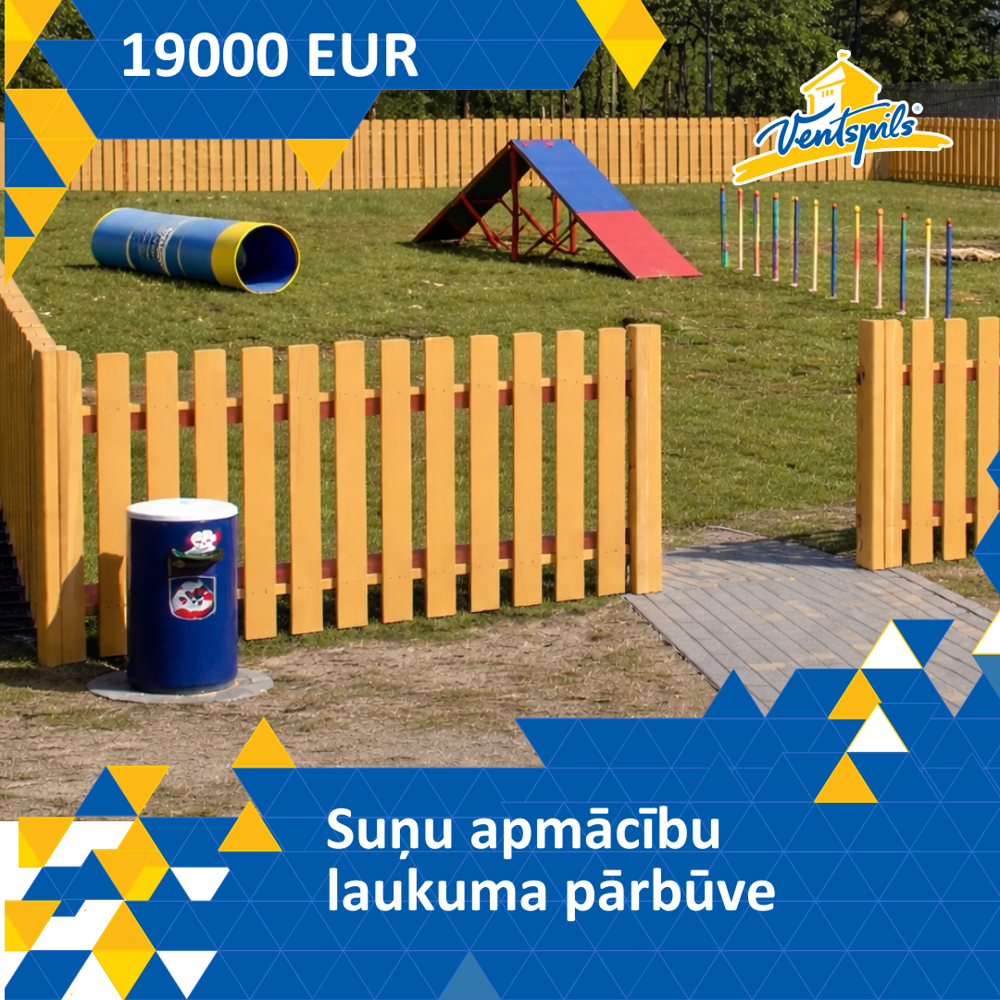 19000 EUR
Ventspils®
Suņu apmācību
laukuma pārbūve